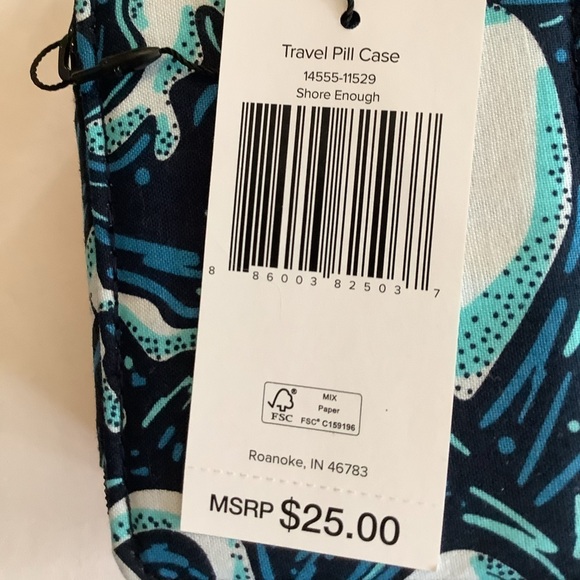 Travel Pill Case
14555-11529
Shore Enough
8 86003 82503 7
MIX
Paper
FSC® C159196
FSC
®
Roanoke, IN 46783
MSRP $25.00